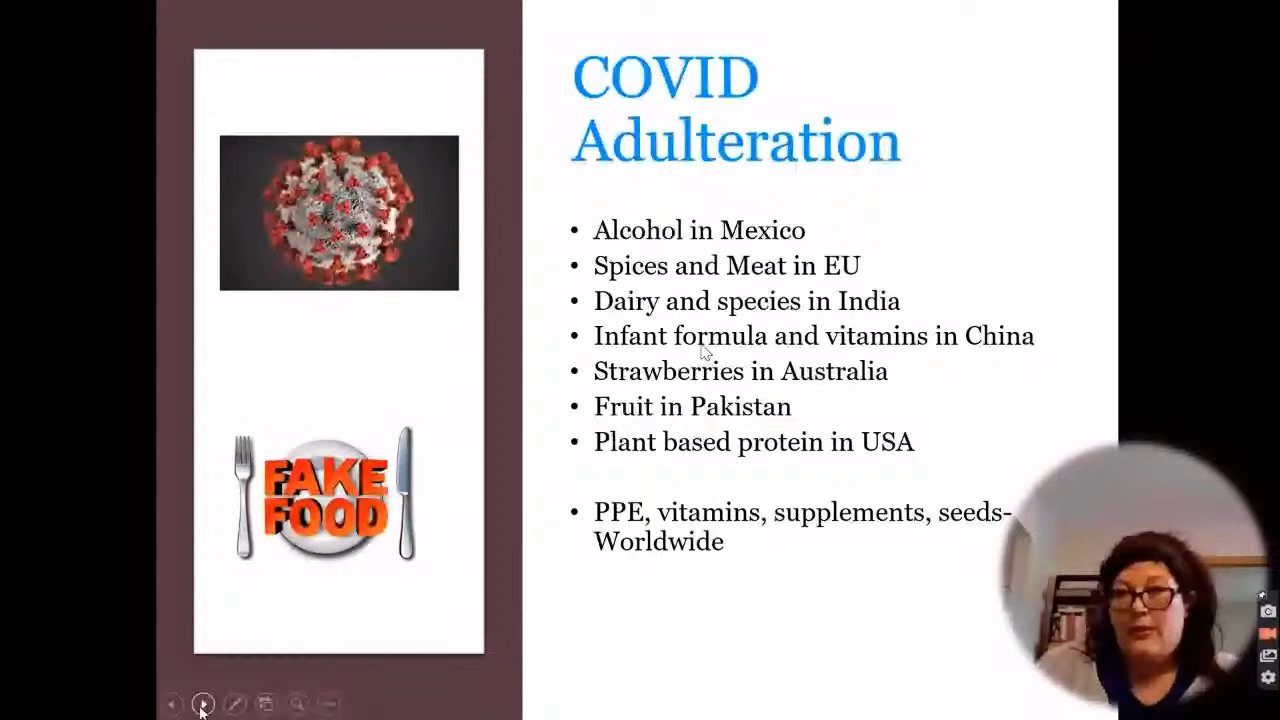 COVID
Adulteration
• Alcohol in Mexico
• Spices and Meat in EU
• Dairy and species in India
• Infant formula and vitamins in China
• Strawberries in Australia
• Fruit in Pakistan
• Plant based protein in USA
• PPE, vitamins, supplements, seeds-
Worldwide
FAKE
FOOD